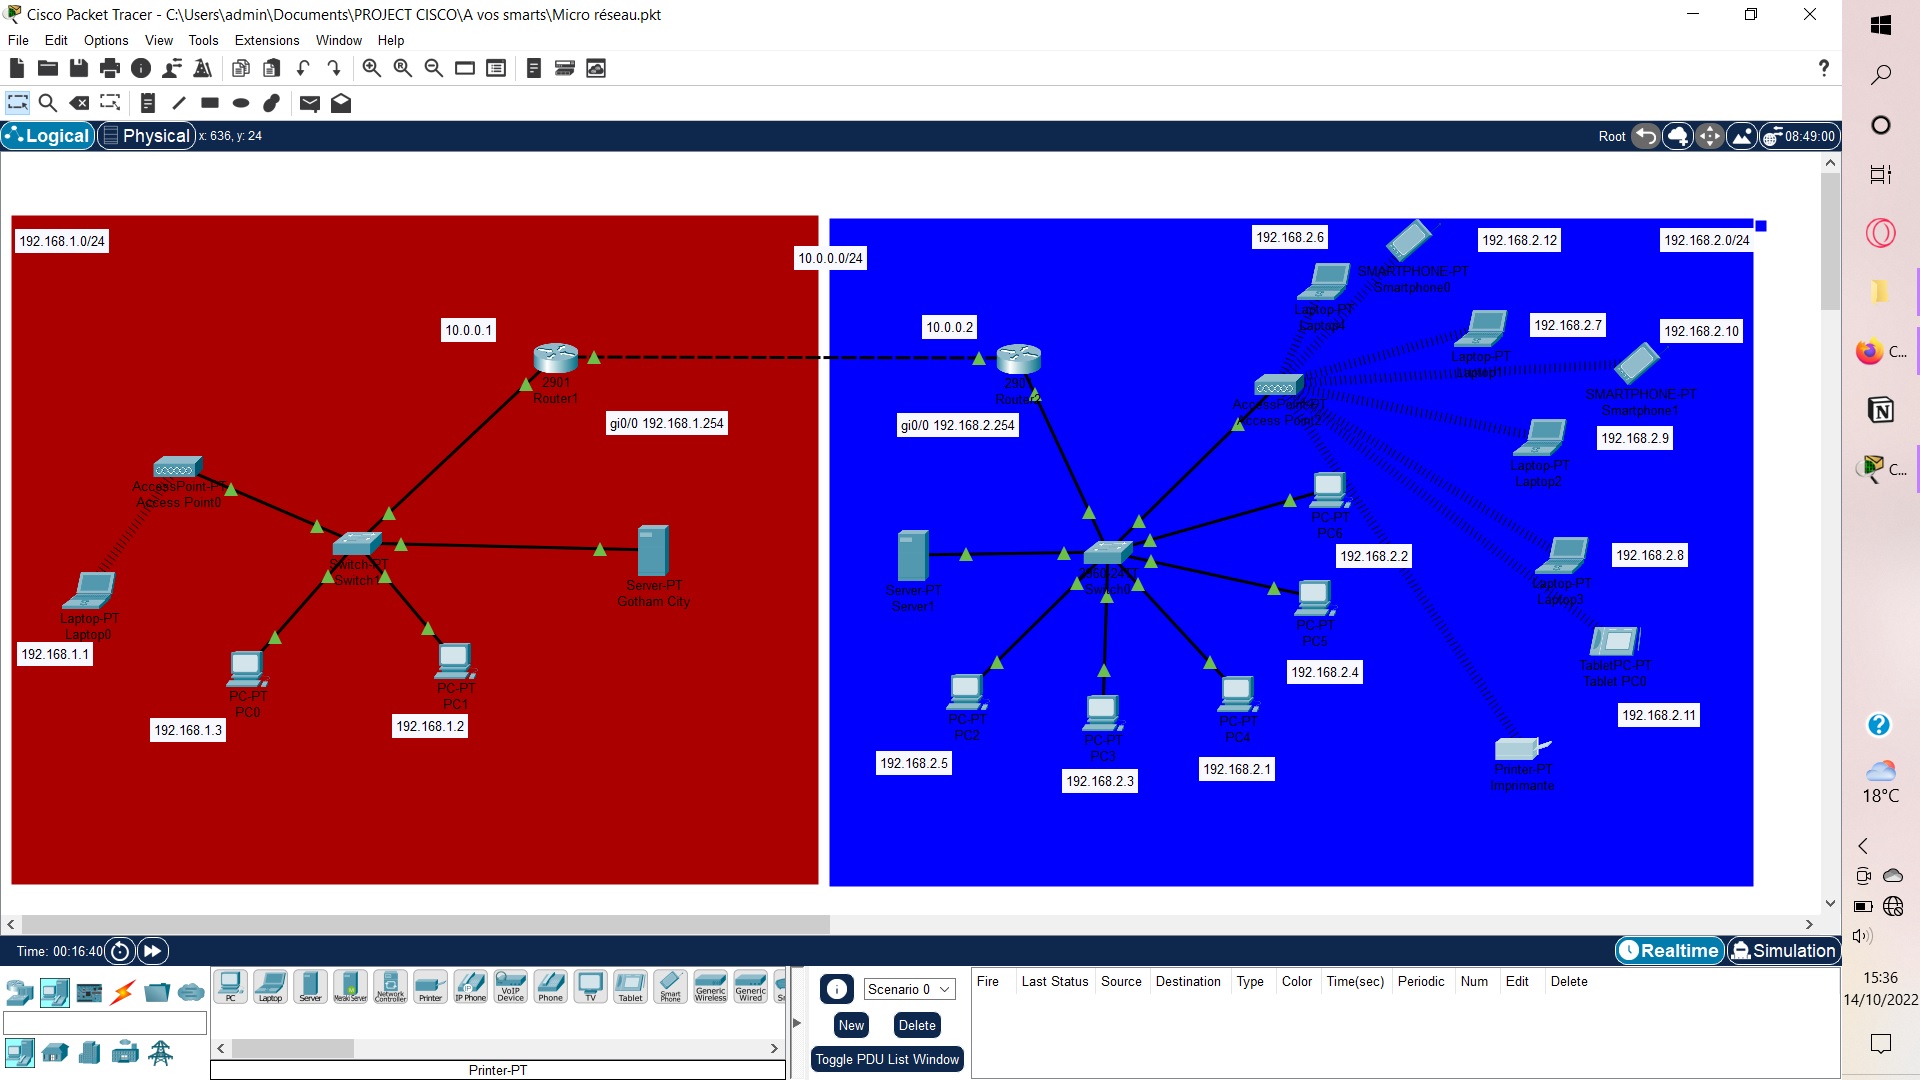 Cisco Packet Tracer - C:\Users\admin\Documents\PROJECT CISCO\A vos smarts\Micro réseau.pkt
File Edit Options View Tools Extensions Window Help
?
Logical Physical x: 636, y: 24
Root 08:49:00
192.168.1.0/24
10.0.0.0/24
192.168.2.6
192.168.2.12
192.168.2.0/24
SMARTPHONE-PT
Smartphone0
Laptop-PT
Laptop4
10.0.0.1
10.0.0.2
192.168.2.7
192.168.2.10
2901
Router1
Router2
Laptop-PT
Laptop1
SMARTPHONE-PT
Smartphone1
Access Point2
gi0/0 192.168.1.254
gi0/0 192.168.2.254
192.168.2.9
Laptop-PT
Laptop2
AccessPoint-PT
Access Point0
PC-PT
PC6
192.168.2.2
192.168.2.8
Switch-PT
Switch1
Server-PT
Gotham City
Server-PT
Server1
2960-24TT
Switch0
Laptop-PT
Laptop3
Laptop-PT
Laptop0
192.168.1.1
PC-PT
PC5
192.168.2.4
TabletPC-PT
Tablet PC0
192.168.2.11
PC-PT
PC0
192.168.1.3
PC-PT
PC1
192.168.1.2
PC-PT
PC2
192.168.2.5
PC-PT
PC3
192.168.2.3
PC-PT
PC4
192.168.2.1
Printer-PT
Imprimante
Time: 00:16:40
Realtime Simulation
PC Laptop Server Meraki Server Network Controller Printer IP Phone VoIP Device Phone TV Tablet Smart Phone Generic Wireless Generic Wired
Printer-PT
Scenario 0
New Delete
Toggle PDU List Window
Fire Last Status Source Destination Type Color Time(sec) Periodic Num Edit Delete
C...
C...
18°C
15:36
14/10/2022